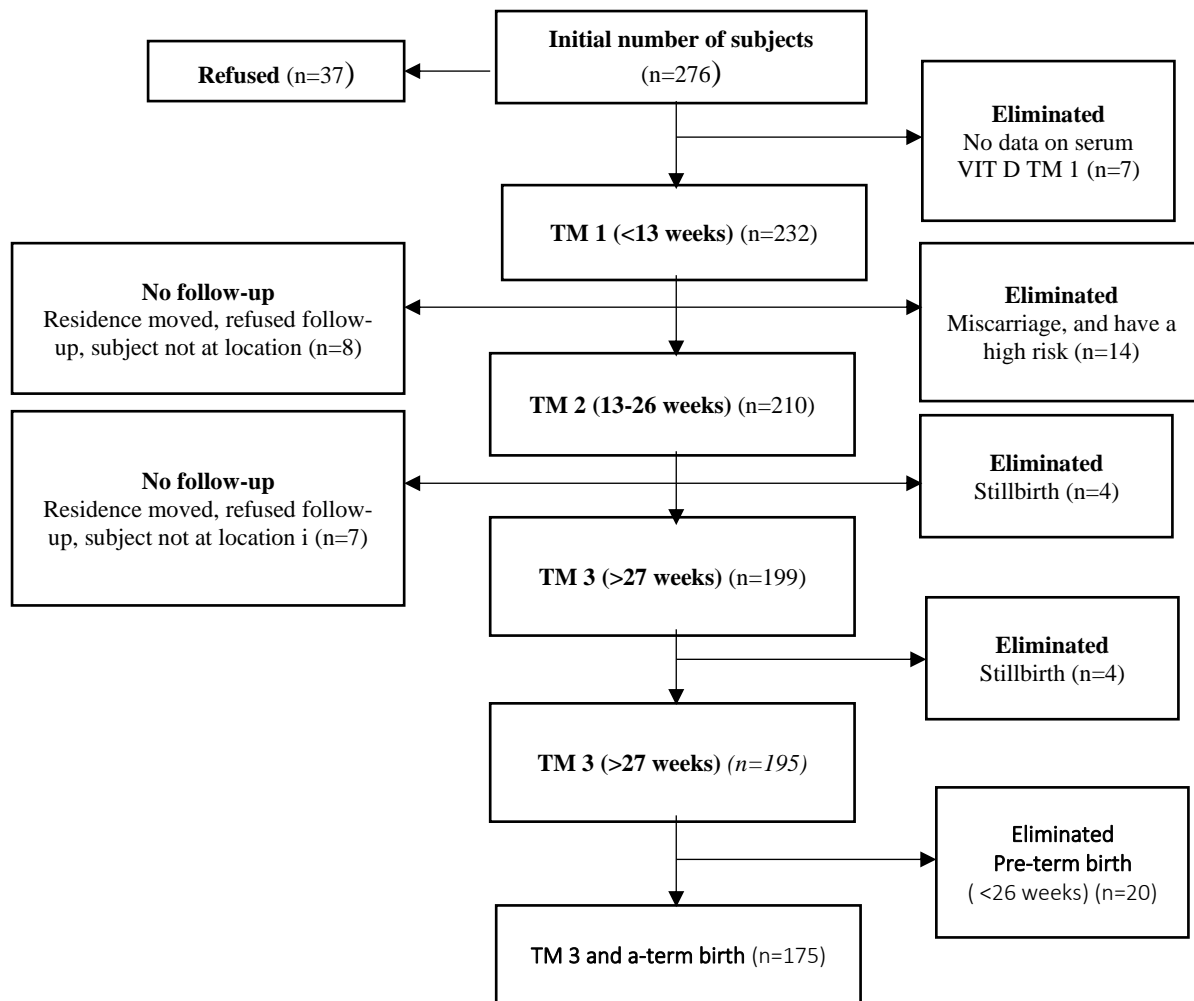 Initial number of subjects
(n=276)
Refused (n=37)
Eliminated
No data on serum
VIT D TM 1 (n=7)
TM 1 (<13 weeks) (n=232)
No follow-up
Residence moved, refused follow-
up, subject not at location (n=8)
Eliminated
Miscarriage, and have a
high risk (n=14)
TM 2 (13-26 weeks) (n=210)
No follow-up
Residence moved, refused follow-
up, subject not at location i (n=7)
Eliminated
Stillbirth (n=4)
TM 3 (>27 weeks) (n=199)
Eliminated
Stillbirth (n=4)
TM 3 (>27 weeks) (n=195)
Eliminated
Pre-term birth
( <26 weeks) (n=20)
TM 3 and a-term birth (n=175)